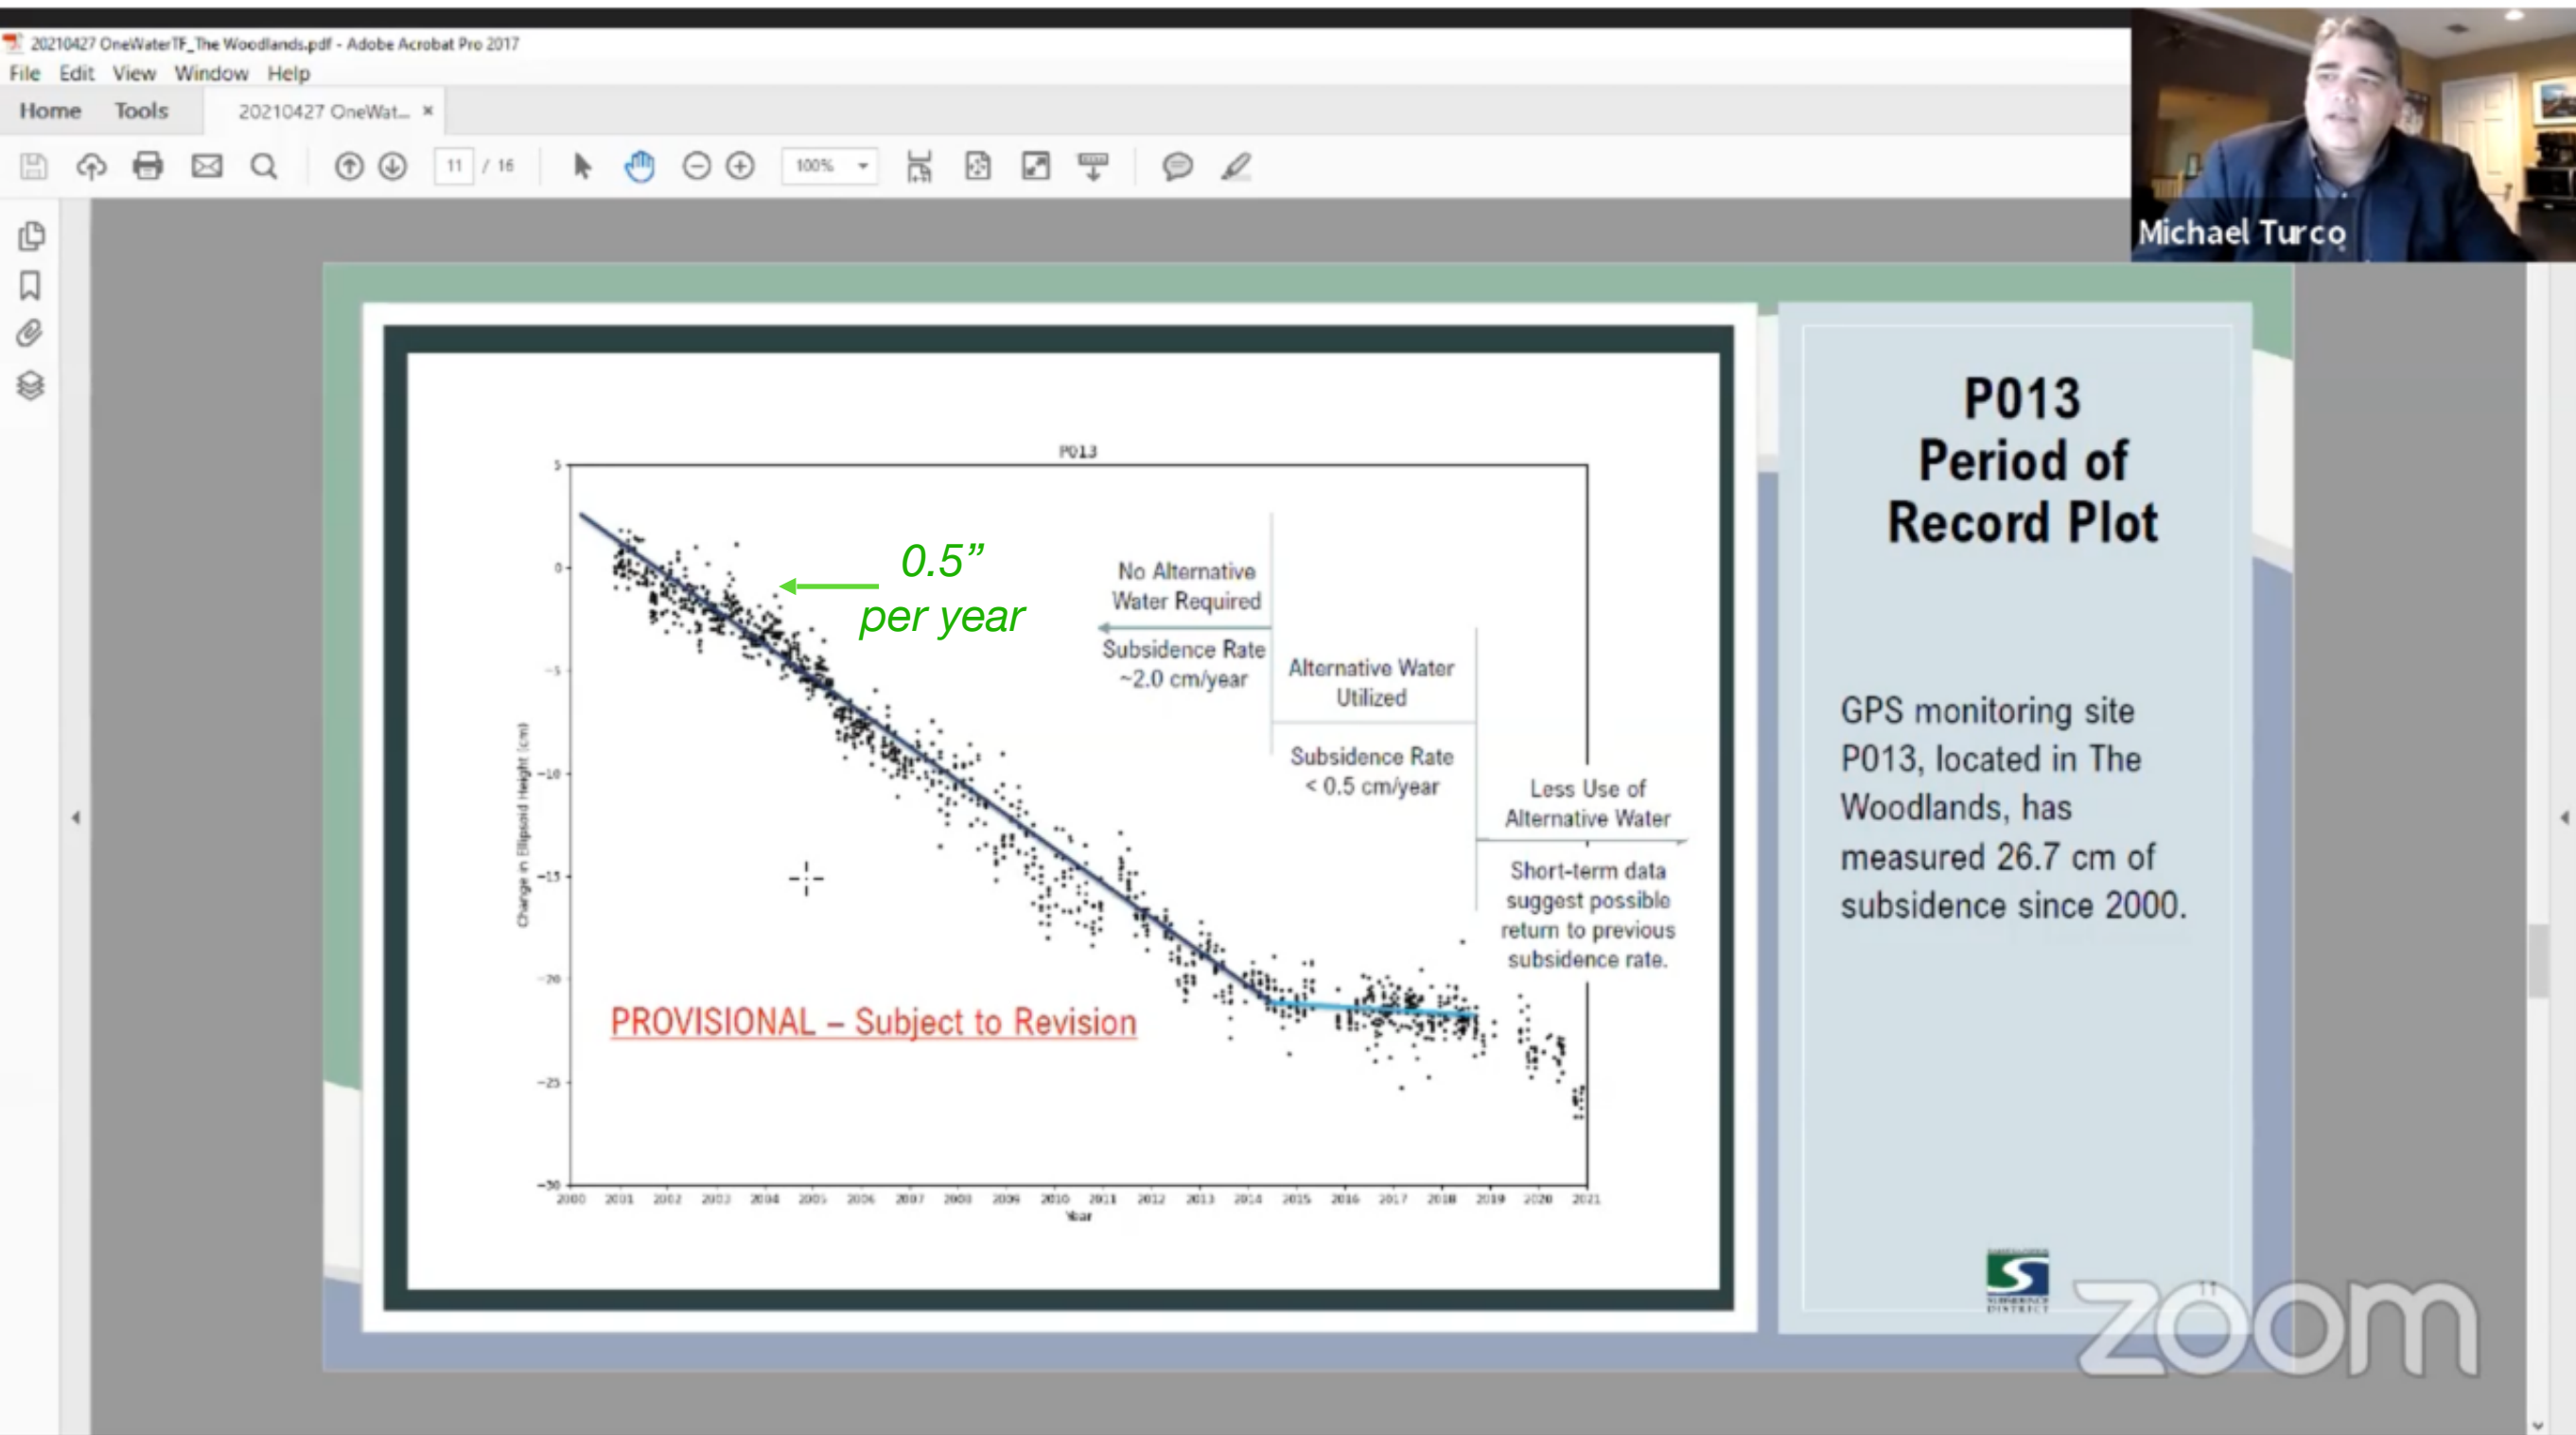 20210427 OneWaterTF_The Woodlands.pdf - Adobe Acrobat Pro 2017
File Edit View Window Help
Home Tools 20210427 OneWat... ×
11 / 16 100%
Michael Turco
P013
5
0
−5
−10
−15
−20
−25
−30
Change in Ellipsoid Height (cm)
2000 2001 2002 2003 2004 2005 2006 2007 2008 2009 2010 2011 2012 2013 2014 2015 2016 2017 2018 2019 2020 2021
Year
0.5”
per year
No Alternative
Water Required
Subsidence Rate
~2.0 cm/year
Alternative Water
Utilized
Subsidence Rate
< 0.5 cm/year
Less Use of
Alternative Water
Short-term data
suggest possible
return to previous
subsidence rate.
PROVISIONAL – Subject to Revision
P013
Period of
Record Plot
GPS monitoring site
P013, located in The
Woodlands, has
measured 26.7 cm of
subsidence since 2000.
SUBSIDENCE
DISTRICT
11
zoom